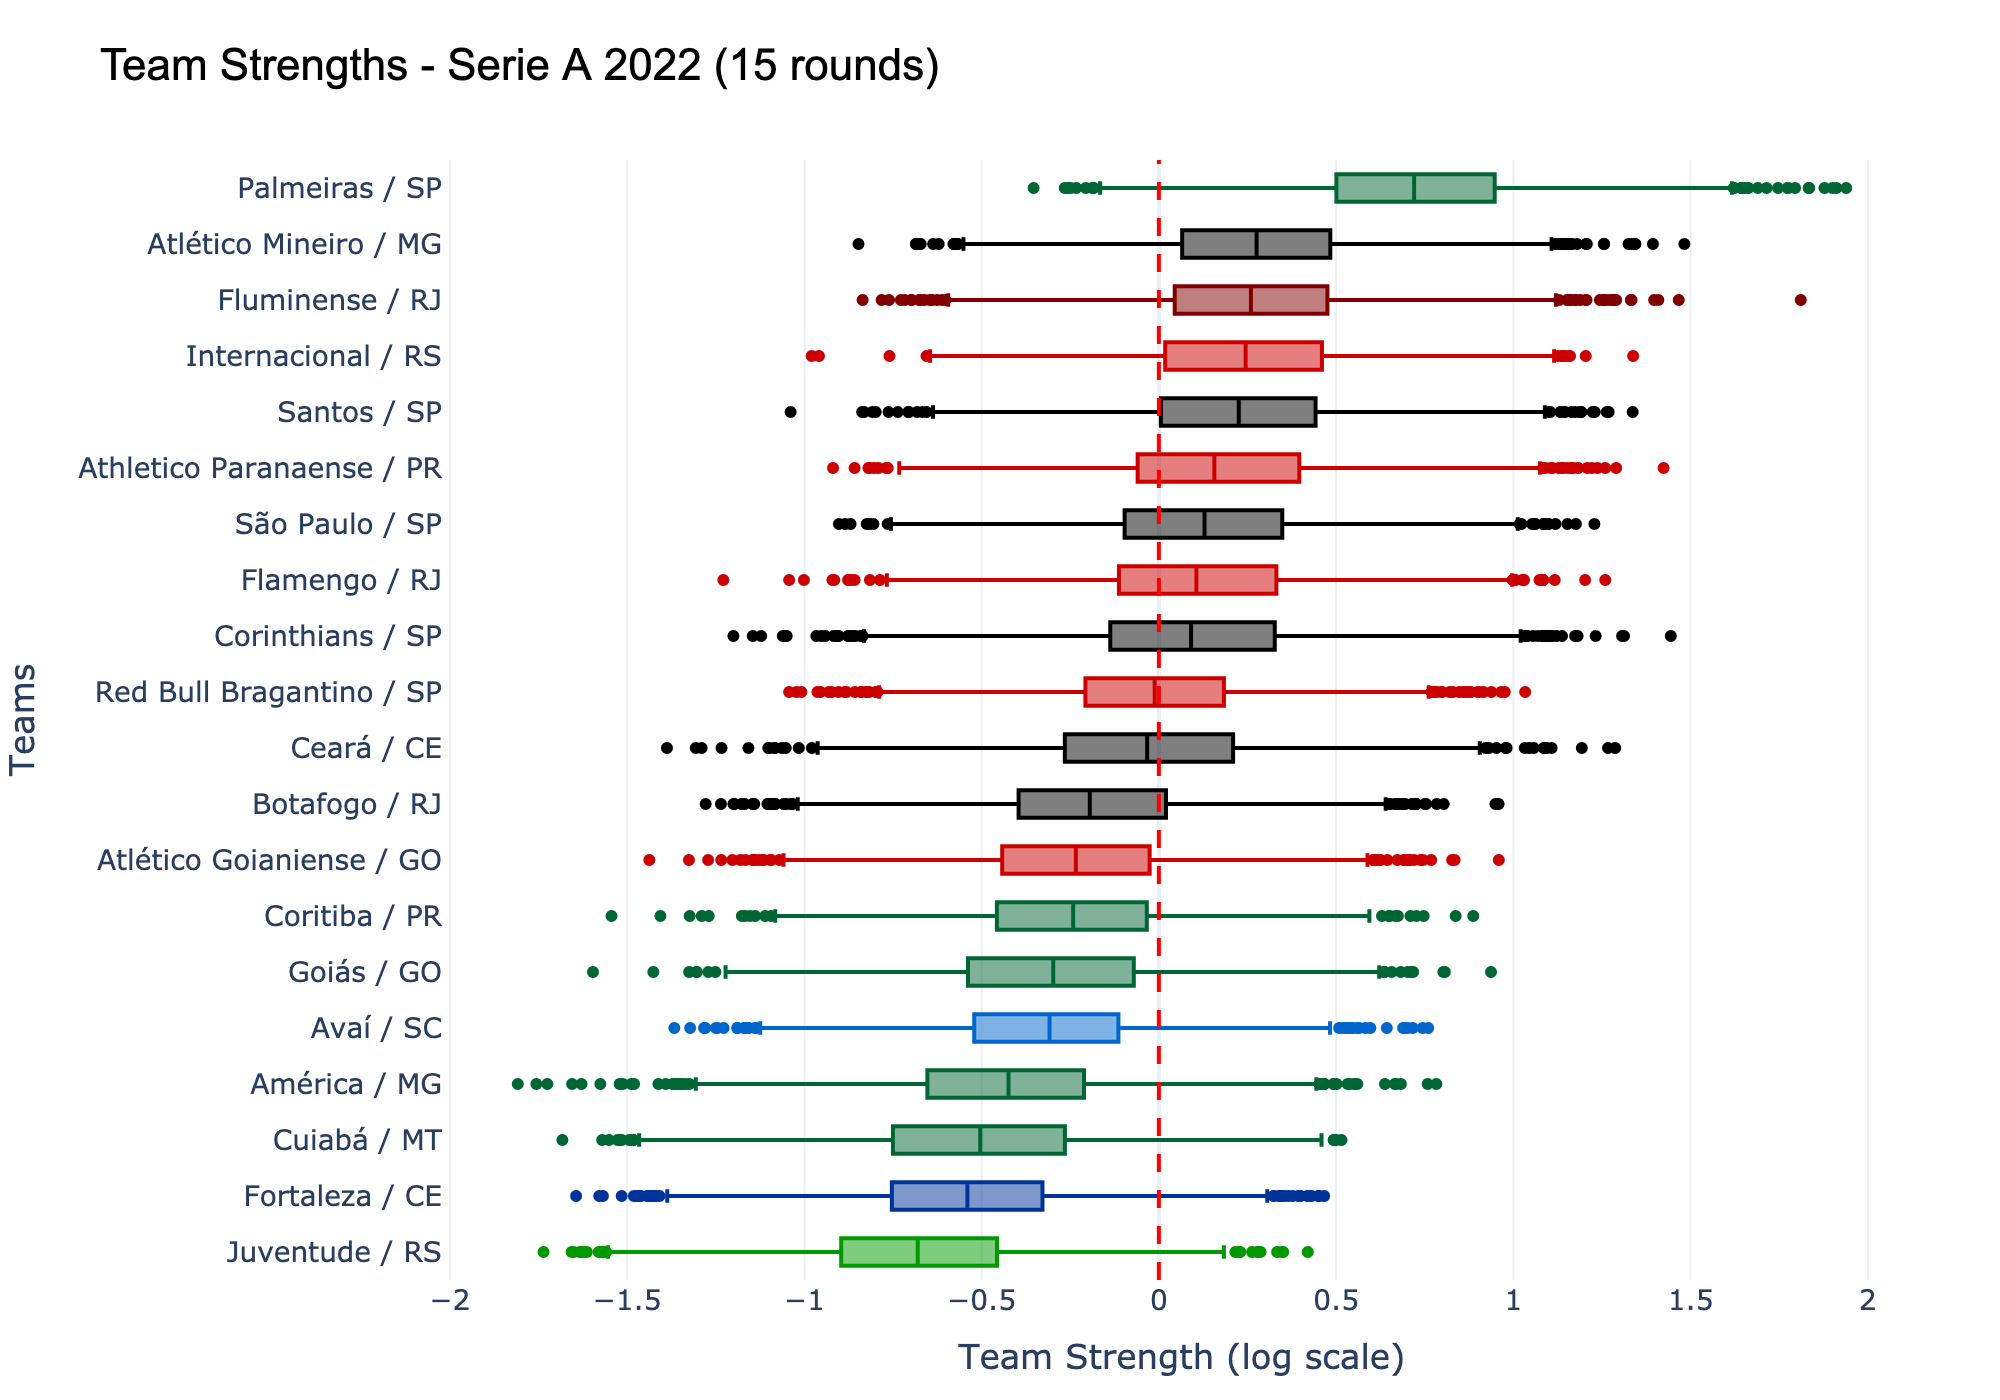 Team Strengths - Serie A 2022 (15 rounds)
Teams
Palmeiras / SP
Atlético Mineiro / MG
Fluminense / RJ
Internacional / RS
Santos / SP
Athletico Paranaense / PR
São Paulo / SP
Flamengo / RJ
Corinthians / SP
Red Bull Bragantino / SP
Ceará / CE
Botafogo / RJ
Atlético Goianiense / GO
Coritiba / PR
Goiás / GO
Avaí / SC
América / MG
Cuiabá / MT
Fortaleza / CE
Juventude / RS
−2 −1.5 −1 −0.5 0 0.5 1 1.5 2
Team Strength (log scale)